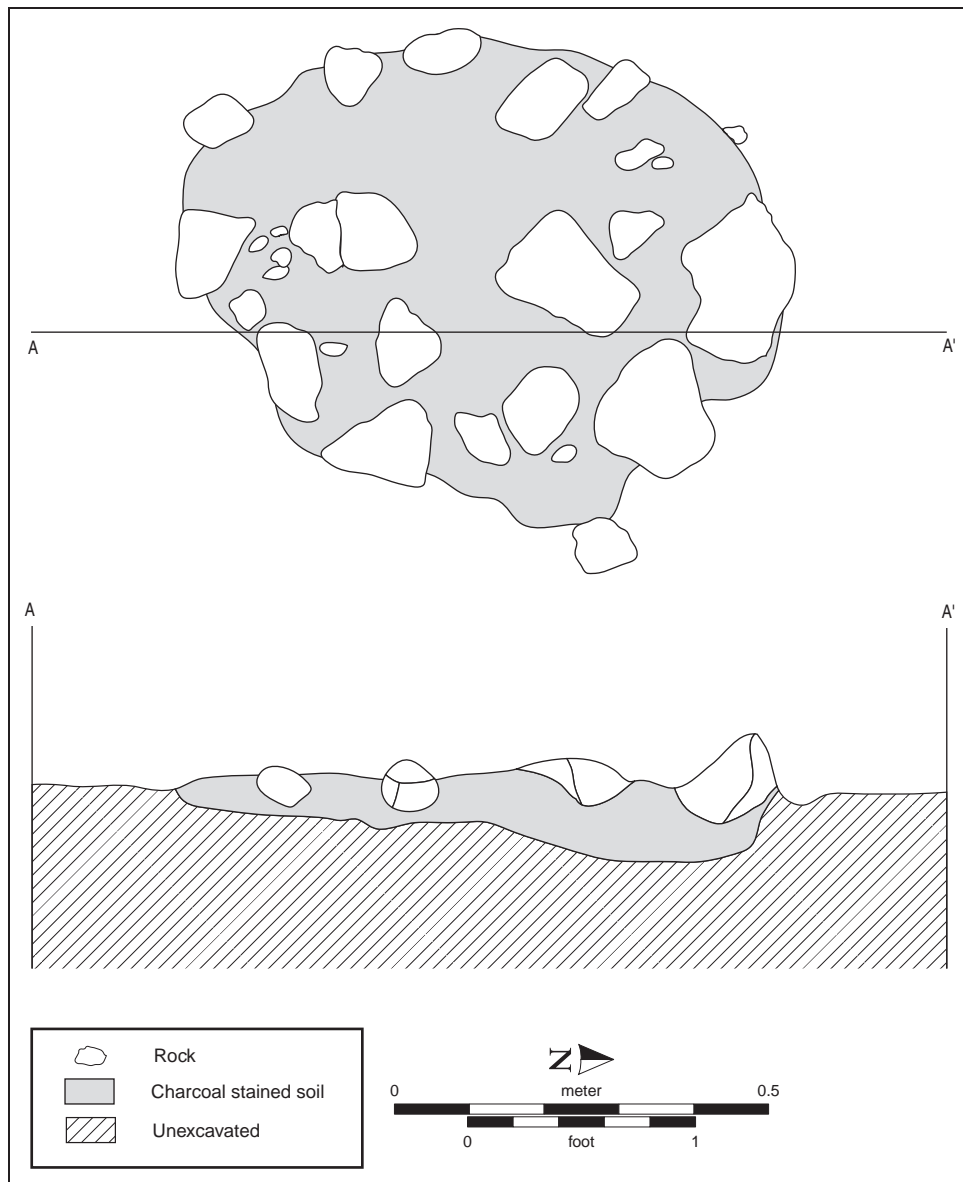 A A'
A A'
Rock
Charcoal stained soil
Unexcavated
N
0 meter 0.5
0 foot 1